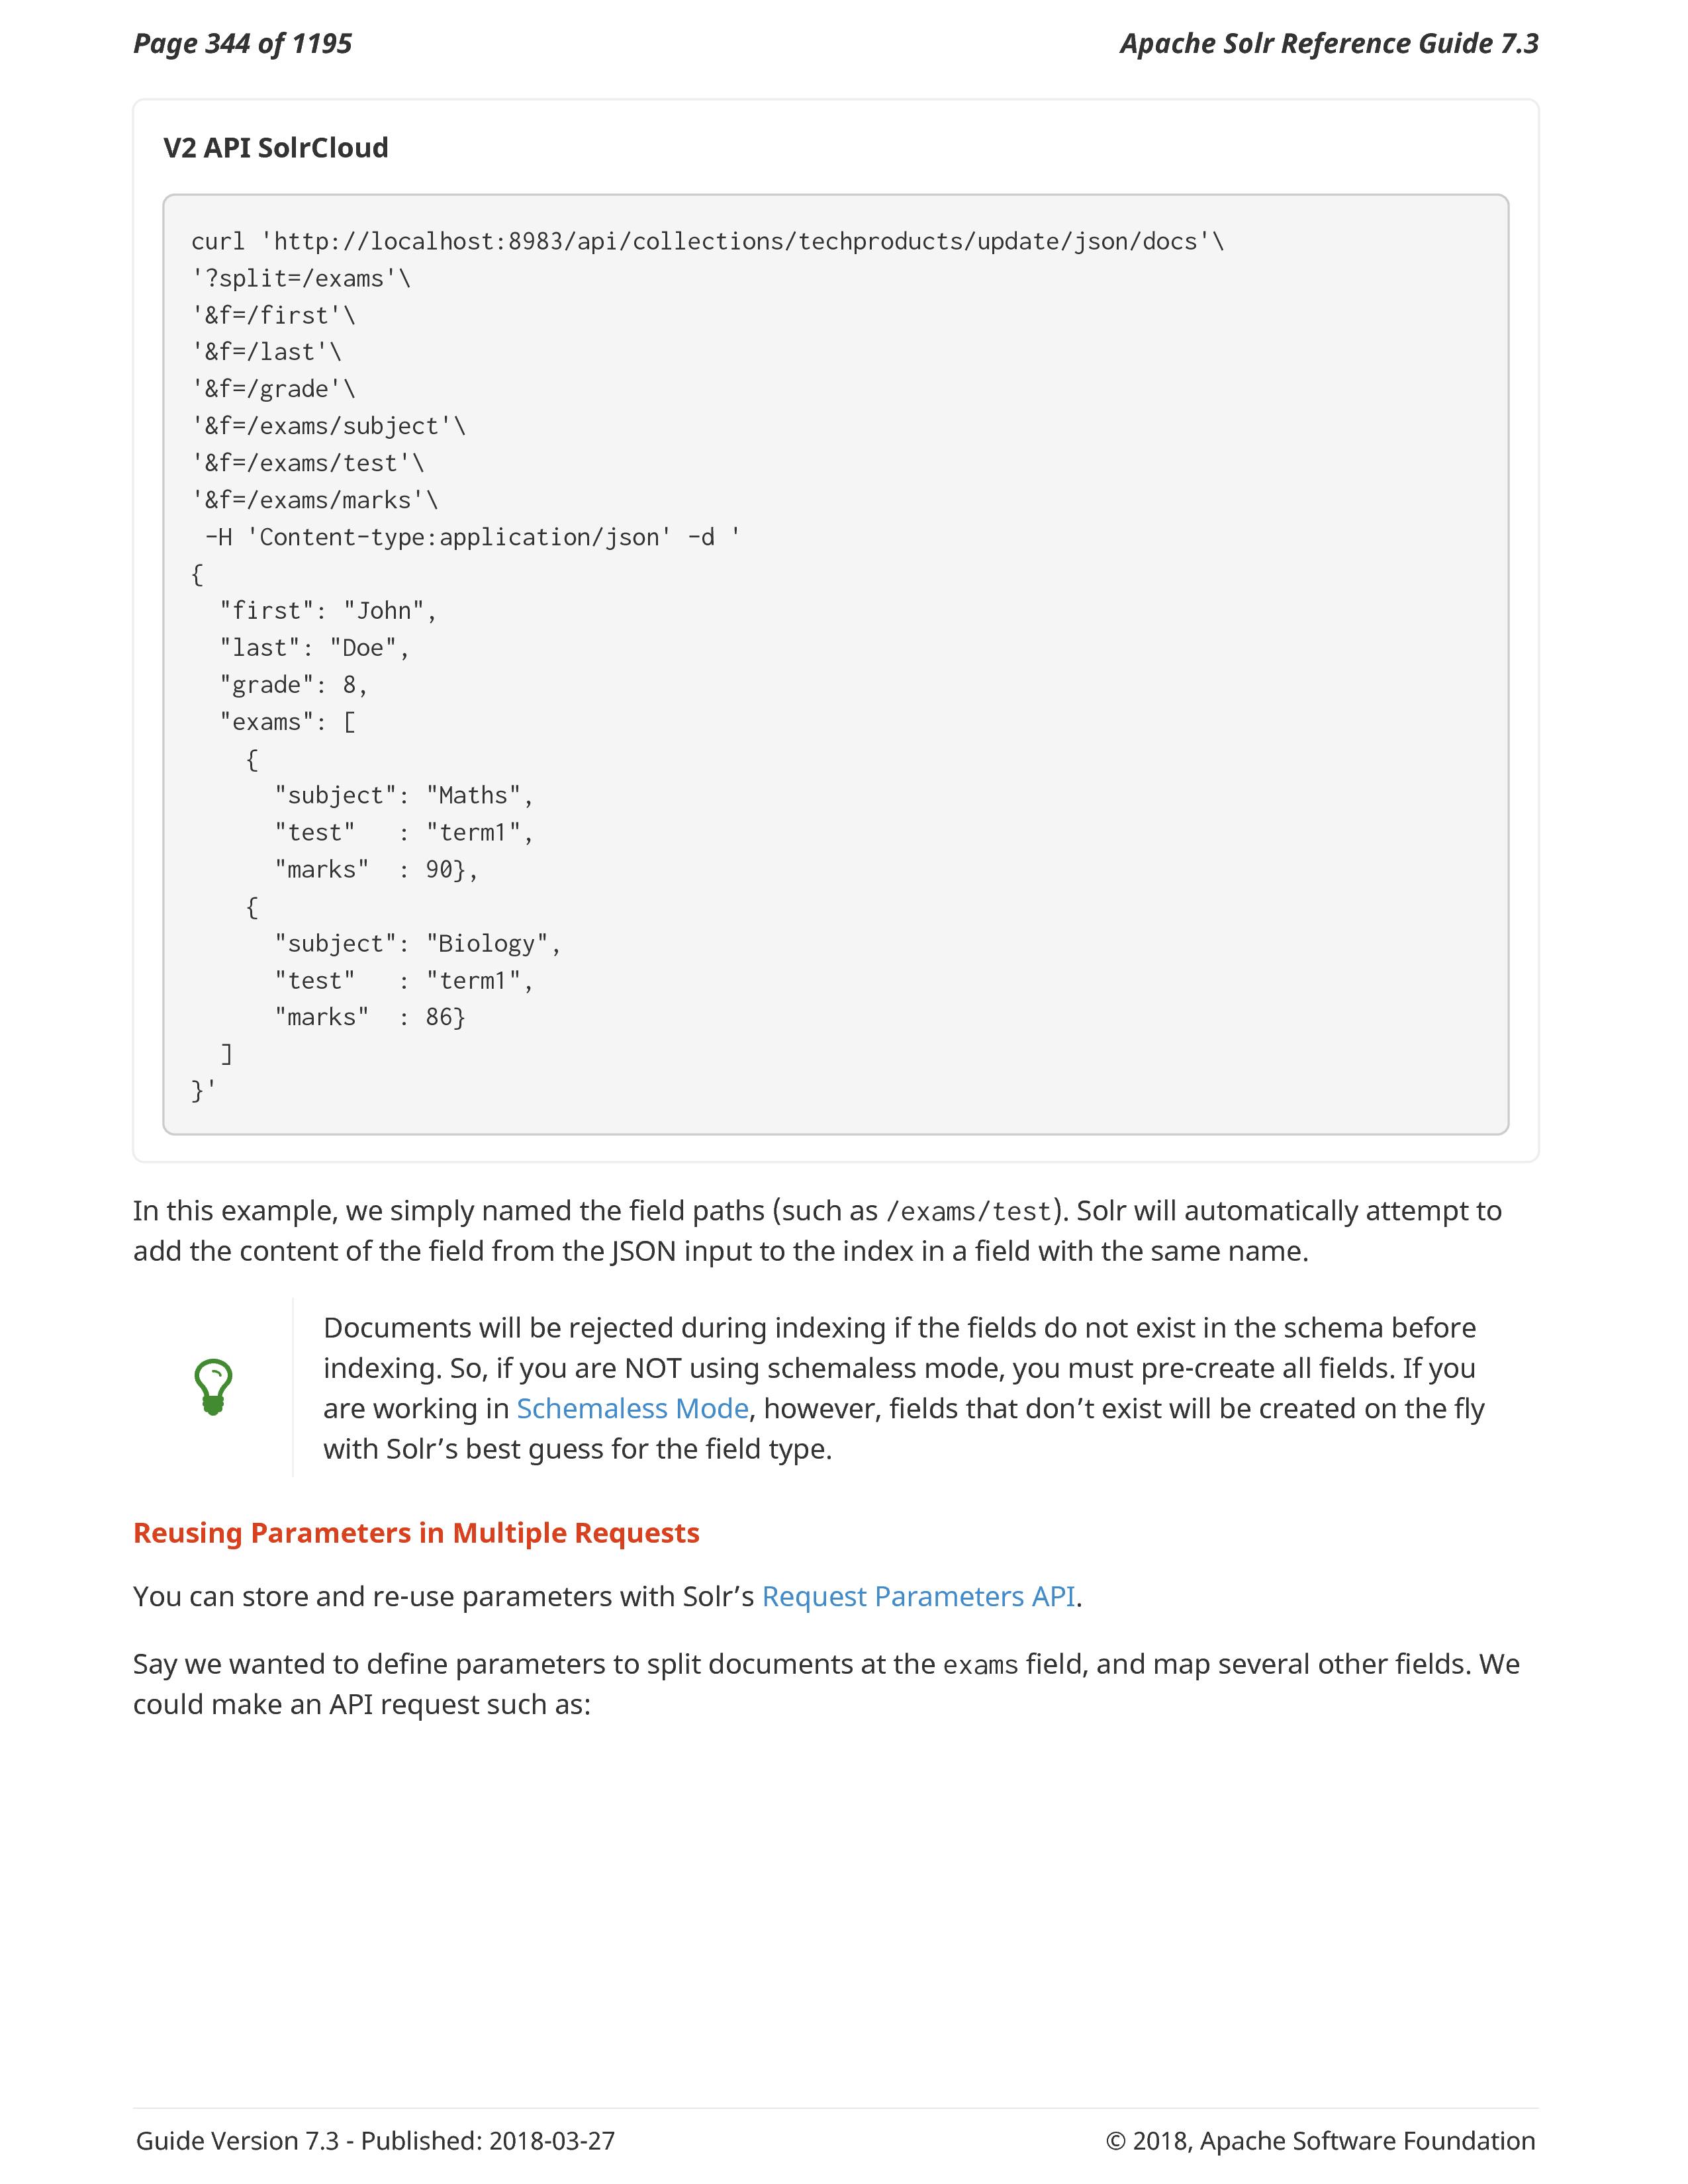 Page 344 of 1195
Apache Solr Reference Guide 7.3
V2 API SolrCloud
curl 'http://localhost:8983/api/collections/techproducts/update/json/docs'\
'?split=/exams'\
'&f=/first'\
'&f=/last'\
'&f=/grade'\
'&f=/exams/subject'\
'&f=/exams/test'\
'&f=/exams/marks'\
 -H 'Content-type:application/json' -d '
{
  "first": "John",
  "last": "Doe",
  "grade": 8,
  "exams": [
    {
      "subject": "Maths",
      "test"   : "term1",
      "marks"  : 90},
    {
      "subject": "Biology",
      "test"   : "term1",
      "marks"  : 86}
  ]
}'
In this example, we simply named the field paths (such as /exams/test). Solr will automatically attempt to
add the content of the field from the JSON input to the index in a field with the same name.
Documents will be rejected during indexing if the fields do not exist in the schema before
indexing. So, if you are NOT using schemaless mode, you must pre-create all fields. If you
are working in Schemaless Mode, however, fields that don’t exist will be created on the fly
with Solr’s best guess for the field type.
Reusing Parameters in Multiple Requests
You can store and re-use parameters with Solr’s Request Parameters API.
Say we wanted to define parameters to split documents at the exams field, and map several other fields. We
could make an API request such as:
Guide Version 7.3 - Published: 2018-03-27
© 2018, Apache Software Foundation